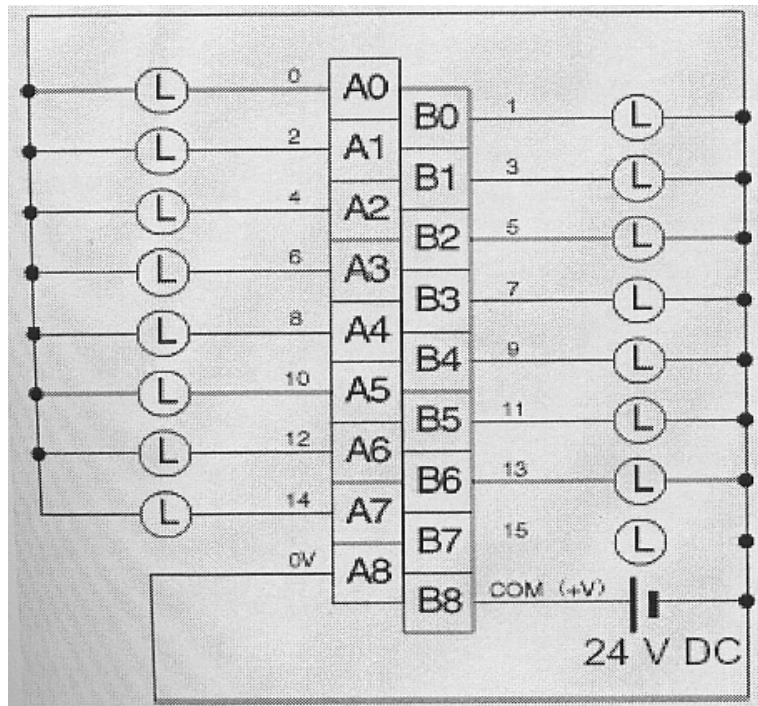 0 A0 L
B0 1 L
L 2 A1
B1 3 L
L 4 A2
B2 5 L
L 6 A3
B3 7 L
L 8 A4
B4 9 L
L 10 A5
B5 11 L
L 12 A6
B6 13 L
L 14 A7
B7 15 L
0V A8
B8 COM (+V)
24 V DC